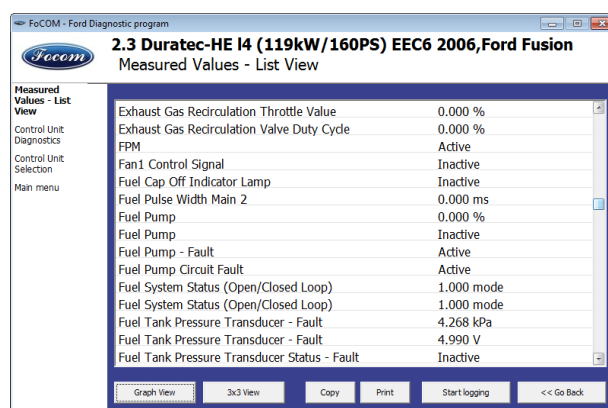 FoCOM - Ford Diagnostic program
Focom
2.3 Duratec-HE I4 (119kW/160PS) EEC6 2006,Ford Fusion
Measured Values - List View
Measured
Values - List
View
Control Unit
Diagnostics
Control Unit
Selection
Main menu
Exhaust Gas Recirculation Throttle Value 0.000 %
Exhaust Gas Recirculation Valve Duty Cycle 0.000 %
FPM Active
Fan1 Control Signal Inactive
Fuel Cap Off Indicator Lamp Inactive
Fuel Pulse Width Main 2 0.000 ms
Fuel Pump 0.000 %
Fuel Pump Inactive
Fuel Pump - Fault Active
Fuel Pump Circuit Fault Active
Fuel System Status (Open/Closed Loop) 1.000 mode
Fuel System Status (Open/Closed Loop) 1.000 mode
Fuel Tank Pressure Transducer - Fault 4.268 kPa
Fuel Tank Pressure Transducer - Fault 4.990 V
Fuel Tank Pressure Transducer Status - Fault Inactive
Graph View 3x3 View Copy Print Start logging << Go Back